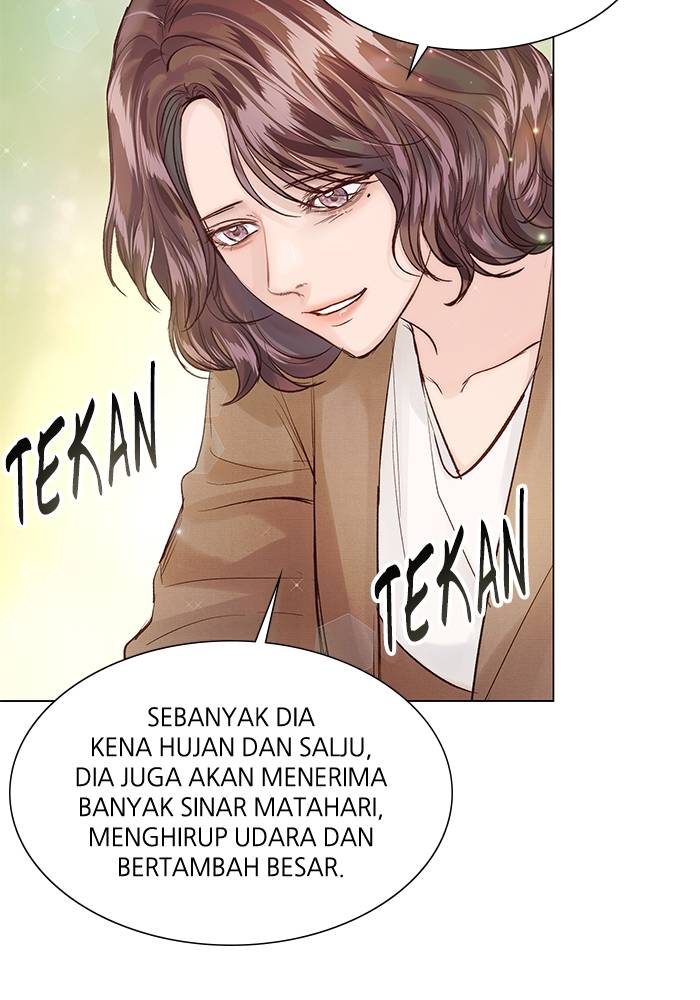 TEKAN
TEKAN
SEBANYAK DIA
KENA HUJAN DAN SALJU,
DIA JUGA AKAN MENERIMA
BANYAK SINAR MATAHARI,
MENGHIRUP UDARA DAN
BERTAMBAH BESAR.